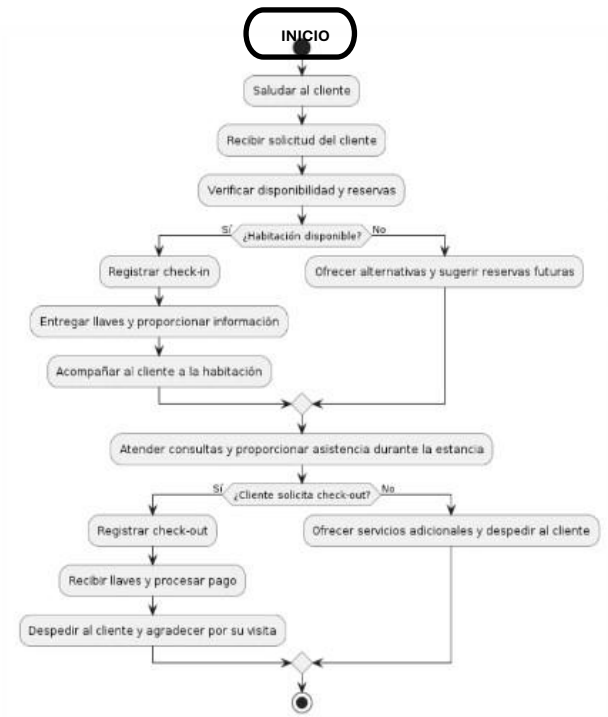 INICIO
Saludar al cliente
Recibir solicitud del cliente
Verificar disponibilidad y reservas
Sí
¿Habitación disponible?
No
Registrar check-in
Ofrecer alternativas y sugerir reservas futuras
Entregar llaves y proporcionar información
Acompañar al cliente a la habitación
Atender consultas y proporcionar asistencia durante la estancia
Sí
¿Cliente solicita check-out?
No
Registrar check-out
Ofrecer servicios adicionales y despedir al cliente
Recibir llaves y procesar pago
Despedir al cliente y agradecer por su visita